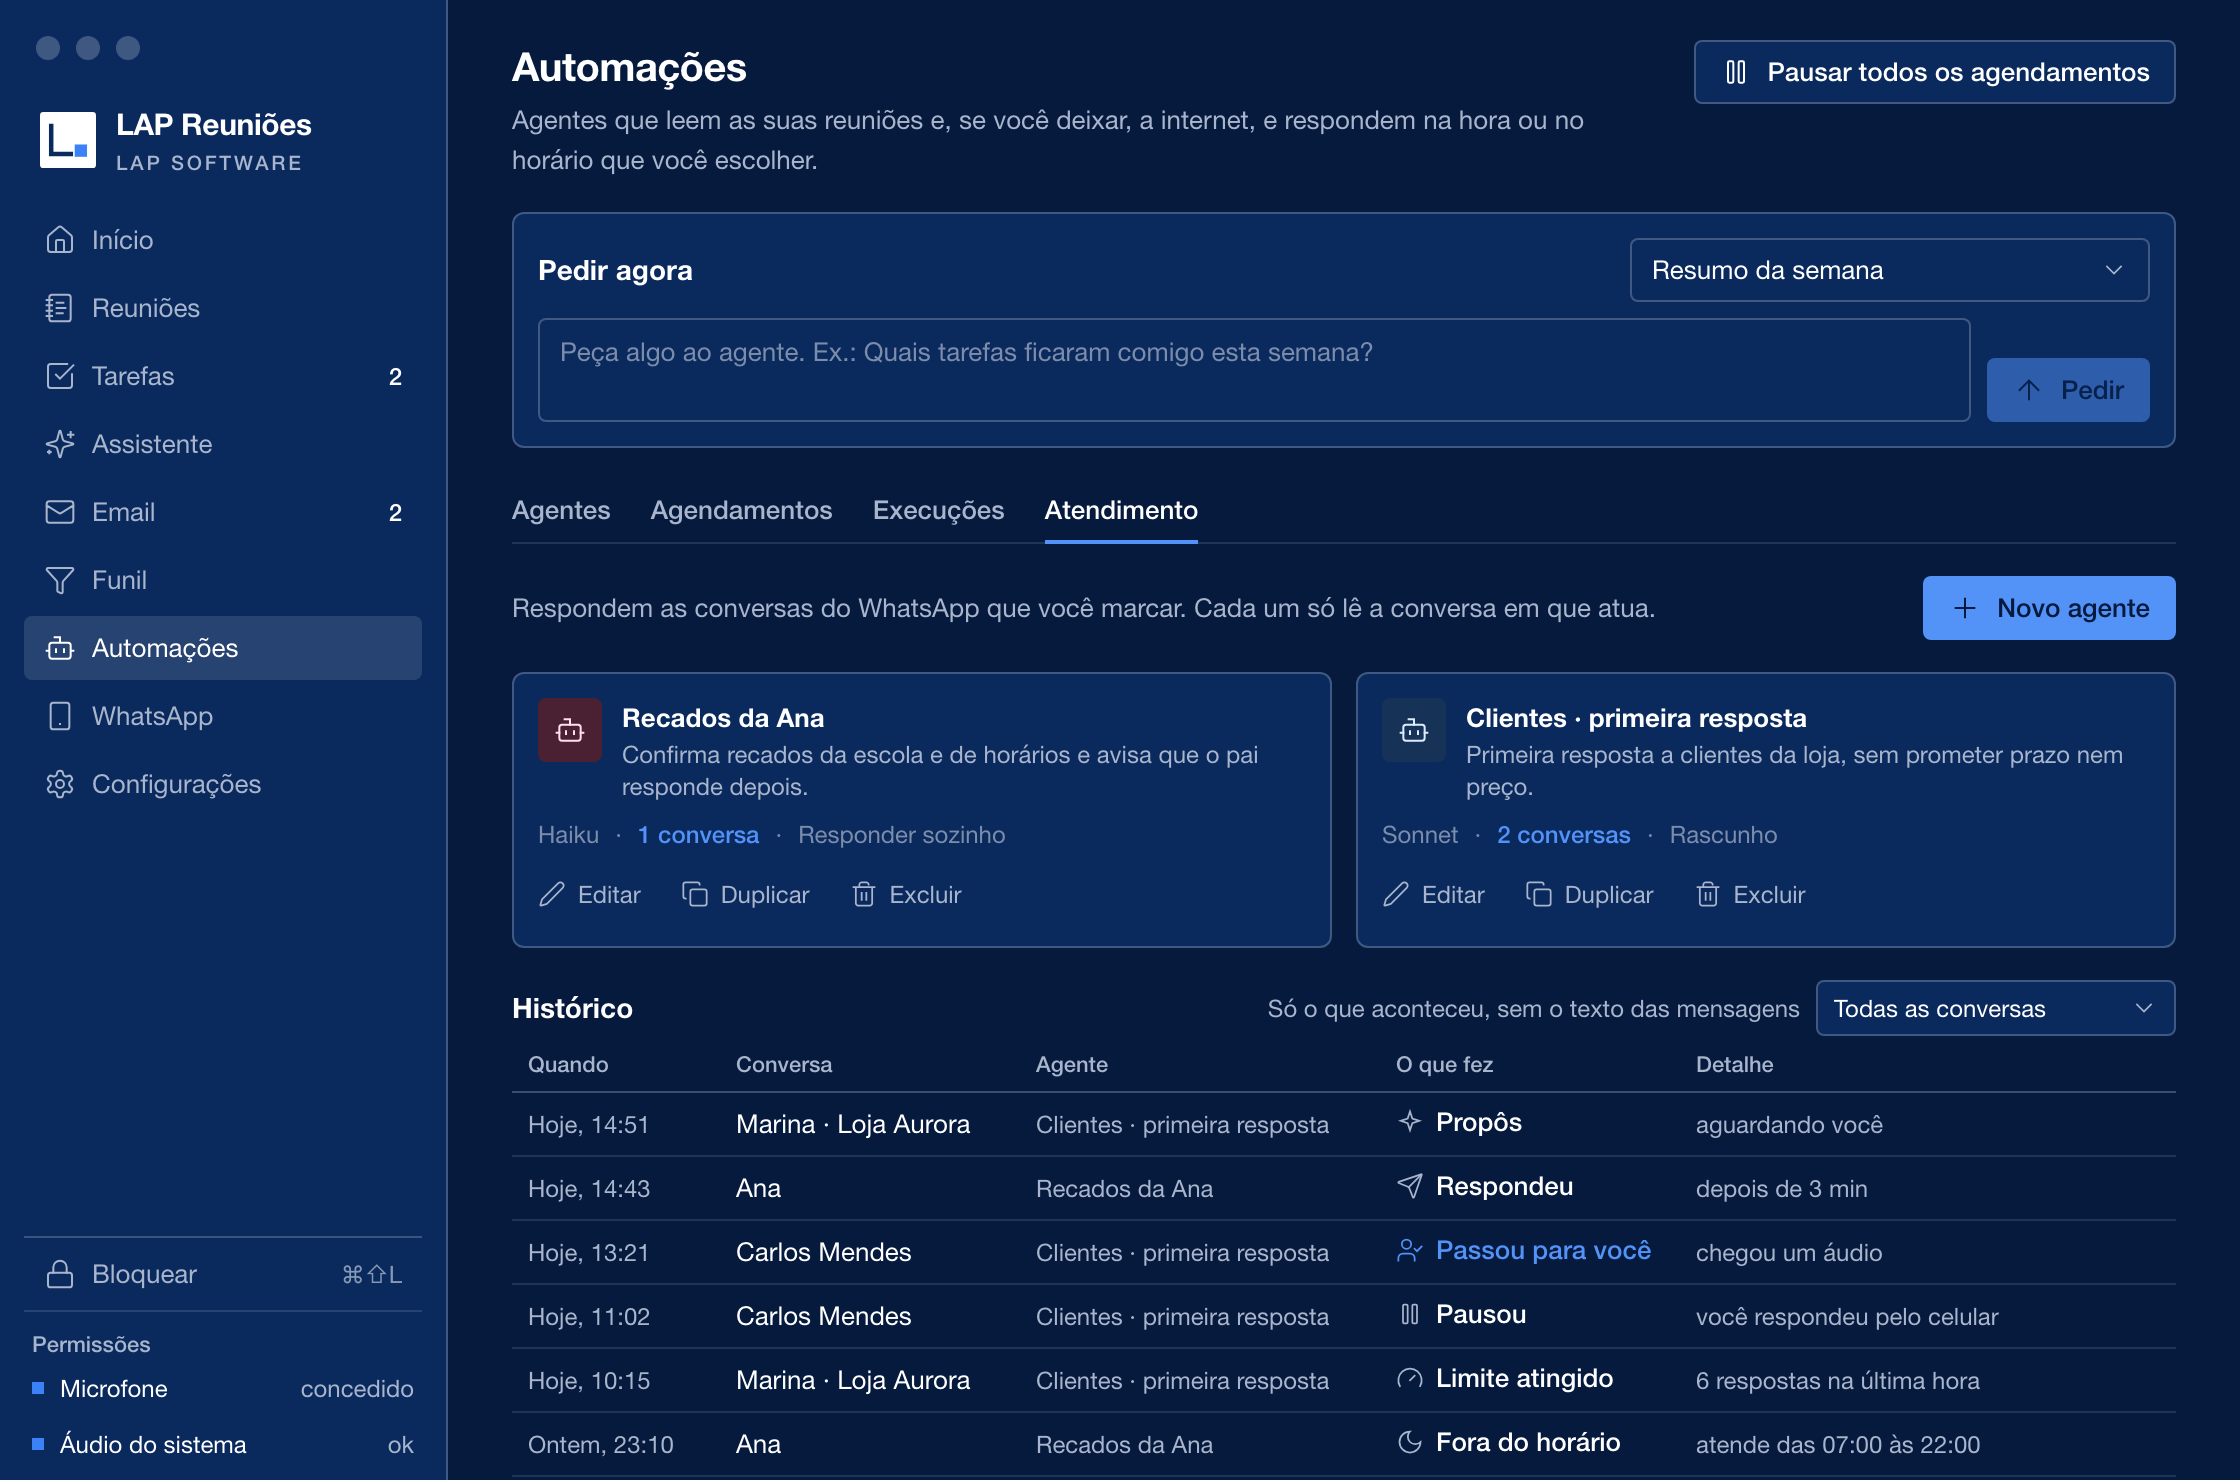 LAP Reuniões
LAP SOFTWARE
Início
Reuniões
Tarefas 2
Assistente
Email 2
Funil
Automações
WhatsApp
Configurações
Bloquear ⌘⇧L
Permissões
Microfone concedido
Áudio do sistema ok
Automações
Pausar todos os agendamentos
Agentes que leem as suas reuniões e, se você deixar, a internet, e respondem na hora ou no
horário que você escolher.
Pedir agora
Resumo da semana
Peça algo ao agente. Ex.: Quais tarefas ficaram comigo esta semana?
Pedir
Agentes Agendamentos Execuções Atendimento
Respondem as conversas do WhatsApp que você marcar. Cada um só lê a conversa em que atua.
Novo agente
Recados da Ana
Confirma recados da escola e de horários e avisa que o pai
responde depois.
Haiku · 1 conversa · Responder sozinho
Editar Duplicar Excluir
Clientes · primeira resposta
Primeira resposta a clientes da loja, sem prometer prazo nem
preço.
Sonnet · 2 conversas · Rascunho
Editar Duplicar Excluir
Histórico
Só o que aconteceu, sem o texto das mensagens
Todas as conversas
Quando Conversa Agente O que fez Detalhe
Hoje, 14:51 Marina · Loja Aurora Clientes · primeira resposta Propôs aguardando você
Hoje, 14:43 Ana Recados da Ana Respondeu depois de 3 min
Hoje, 13:21 Carlos Mendes Clientes · primeira resposta Passou para você chegou um áudio
Hoje, 11:02 Carlos Mendes Clientes · primeira resposta Pausou você respondeu pelo celular
Hoje, 10:15 Marina · Loja Aurora Clientes · primeira resposta Limite atingido 6 respostas na última hora
Ontem, 23:10 Ana Recados da Ana Fora do horário atende das 07:00 às 22:00